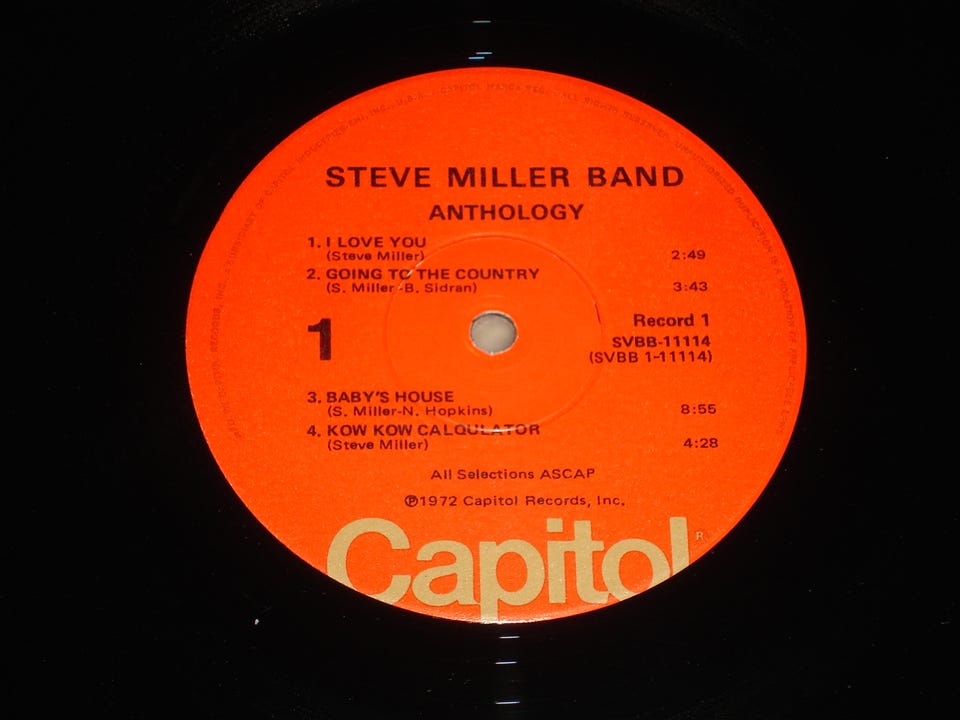 STEVE MILLER BAND
ANTHOLOGY
1. I LOVE YOU 2:49
(Steve Miller)
2. GOING TO THE COUNTRY 3:43
(S. Miller-B. Sidran)
1
Record 1
SVBB-11114
(SVBB 1-11114)
3. BABY'S HOUSE 8:55
(S. Miller-N. Hopkins)
4. KOW KOW CALQULATOR 4:28
(Steve Miller)
All Selections ASCAP
℗1972 Capitol Records, Inc.
Capitol®